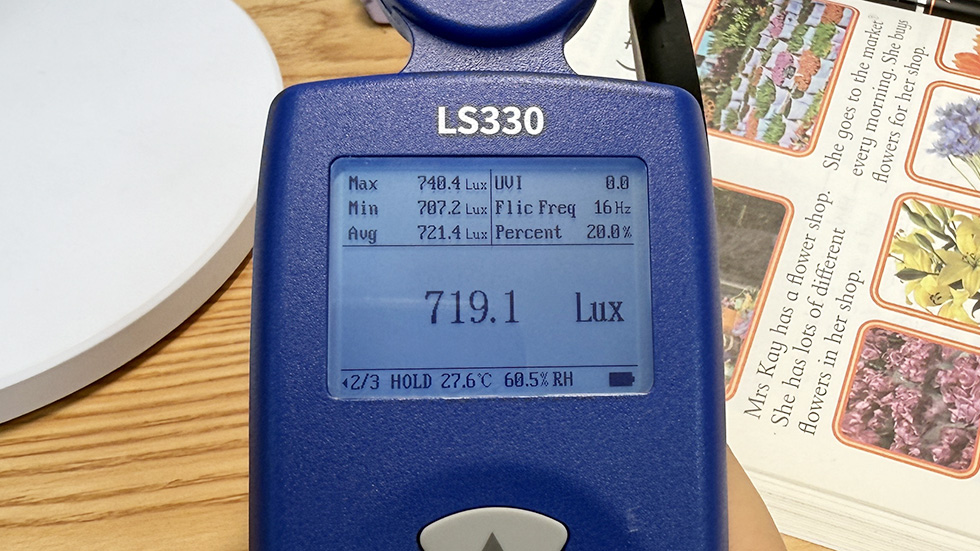 LS330
Max 740.4 Lux UVI 0.0
Min 707.2 Lux Flic Freq 16 Hz
Avg 721.4 Lux Percent 20.0 %
719.1 Lux
2/3 HOLD 27.6°C 60.5% RH
She goes to the market
every morning. She buys
flowers for her shop.
Mrs Kay has a flower shop.
She has lots of different
flowers in her shop.